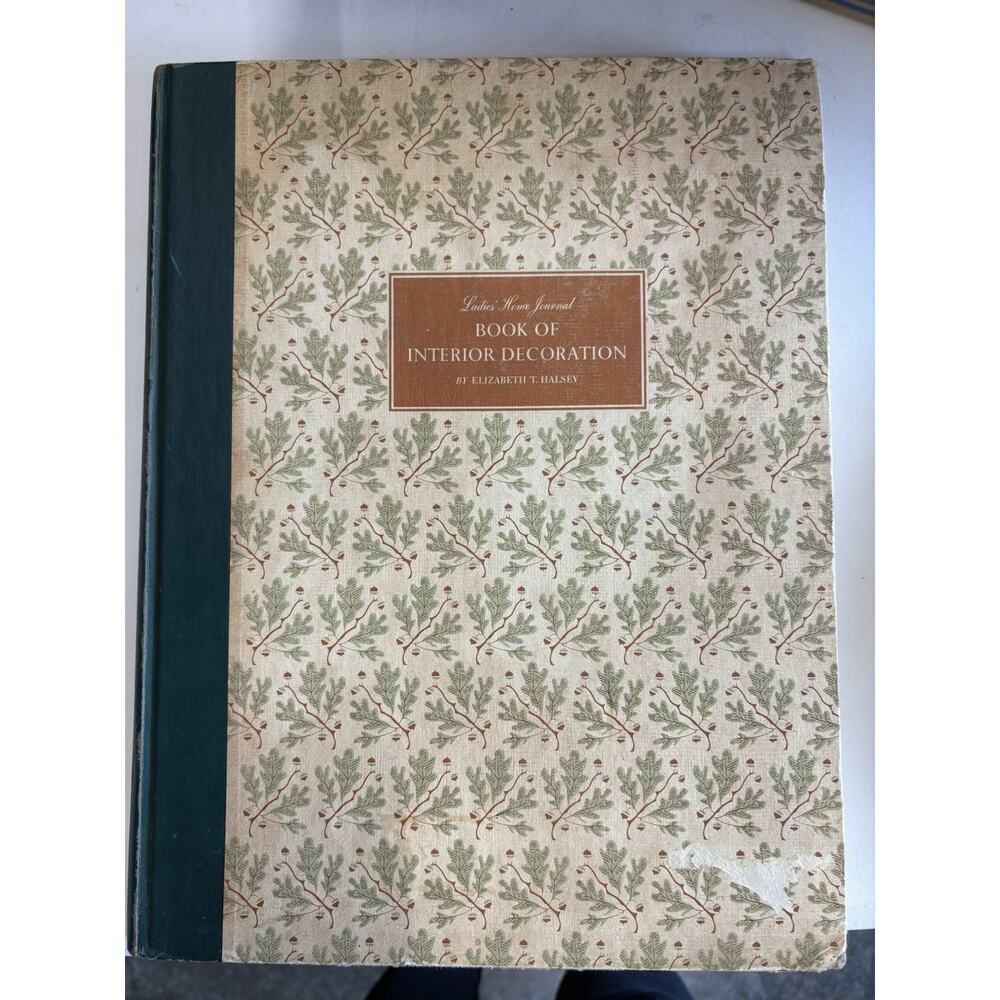 Ladies' Home Journal
BOOK OF
INTERIOR DECORATION
BY ELIZABETH T. HALSEY